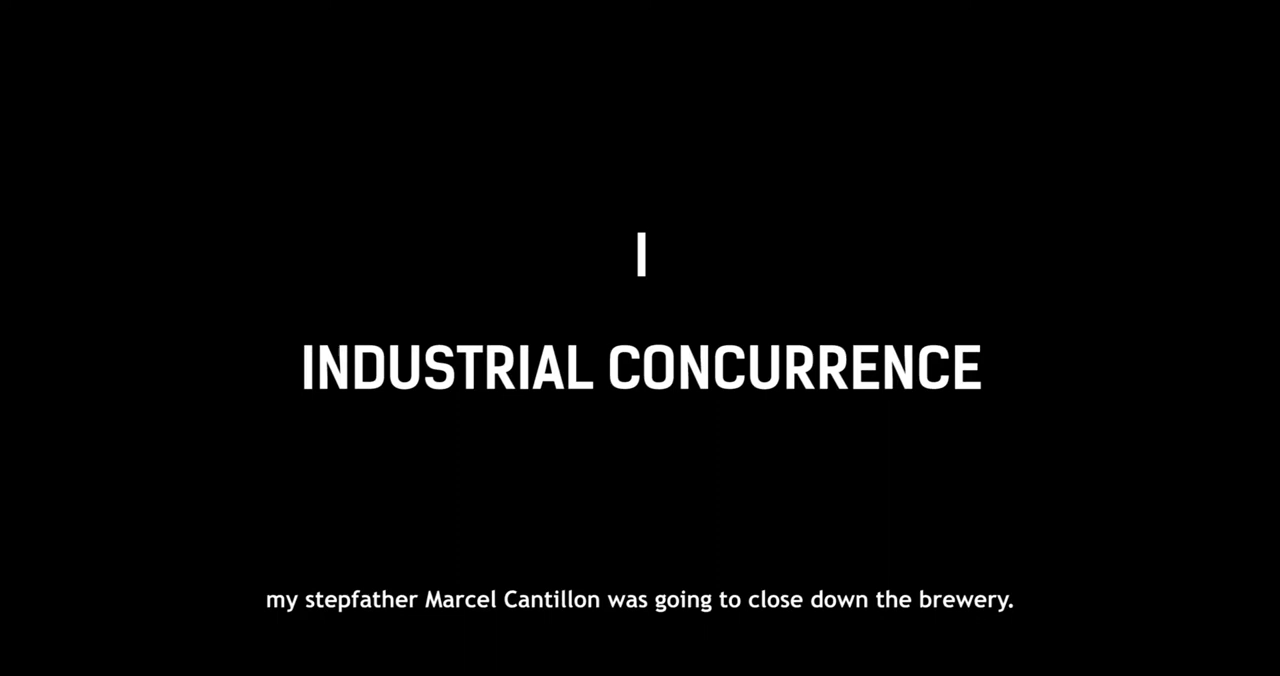 I
INDUSTRIAL CONCURRENCE
my stepfather Marcel Cantillon was going to close down the brewery.